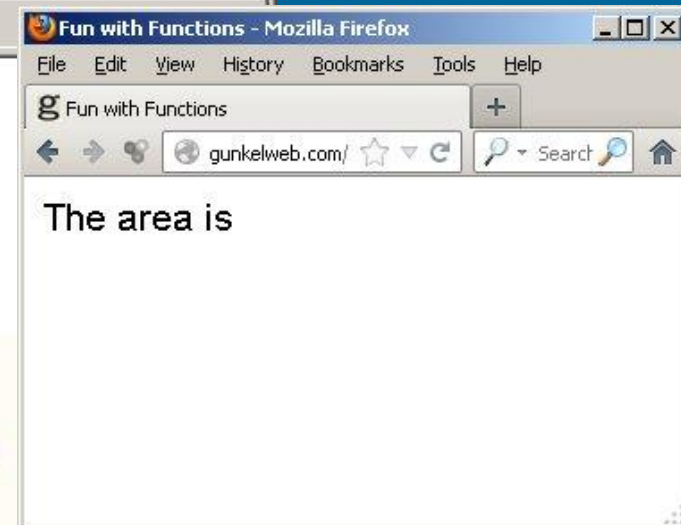 Fun with Functions - Mozilla Firefox
File Edit View History Bookmarks Tools Help
g Fun with Functions +
gunkelweb.com/ Search
The area is